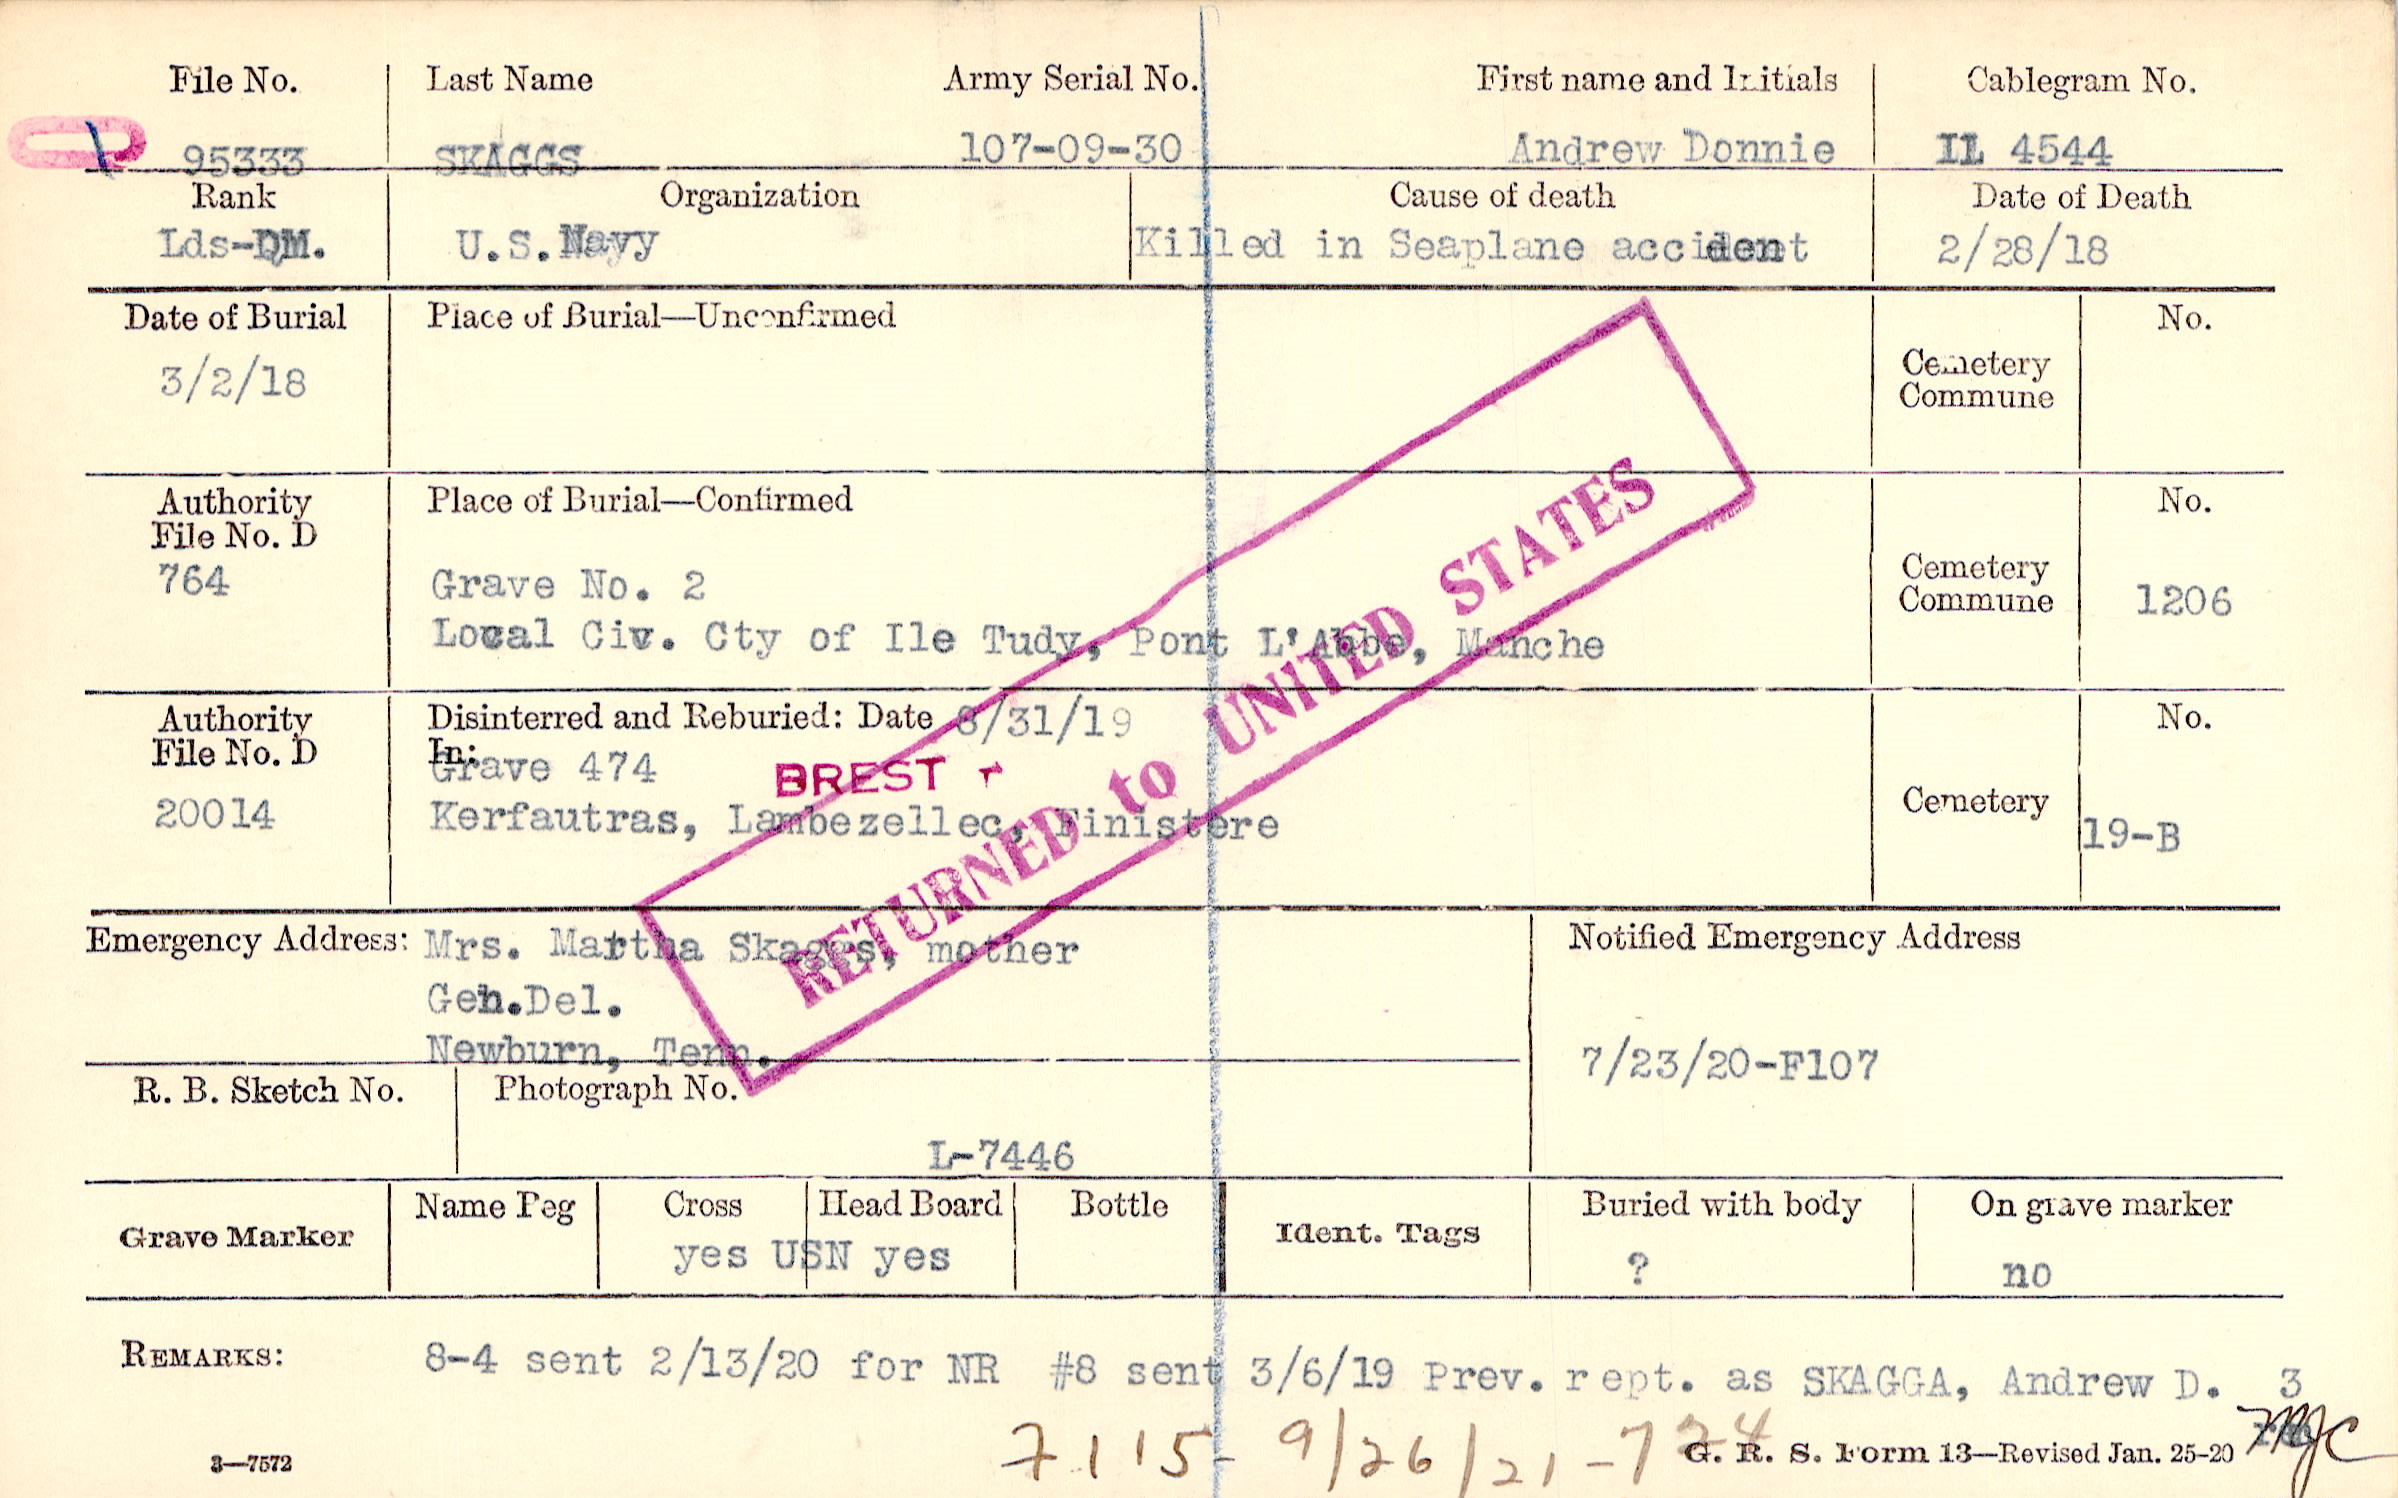 File No. Last Name Army Serial No. First name and Initials Cablegram No.
95333 SKAGGS 107-09-30 Andrew Donnie IL 4544
Rank Organization Cause of death Date of Death
Lds-QM. U.S.Navy Killed in Seaplane accident 2/28/18
Date of Burial Place of Burial—Unconfirmed No.
3/2/18
Cemetery
Commune
Authority Place of Burial—Confirmed No.
File No. D
764 Grave No. 2 Cemetery
Commune 1206
Local Civ. Cty of Ile Tudy, Pont L'Abbe, Manche
Authority Disinterred and Reburied: Date 8/31/19 No.
File No. D In:
Grave 474 BREST
20014 Kerfautras, Lambezellec, Finistere Cemetery 19-B
RETURNED to UNITED STATES
Emergency Address: Mrs. Martha Skaggs, mother Notified Emergency Address
Gen.Del.
Newburn, Tenn. 7/23/20-F107
R. B. Sketch No. Photograph No.
L-7446
Grave Marker Name Peg Cross Head Board Bottle Ident. Tags Buried with body On grave marker
yes USN yes ? no
REMARKS: 8-4 sent 2/13/20 for NR #8 sent 3/6/19 Prev. rept. as SKAGGA, Andrew D. 3
7115- 9/26/21-724
3—7572 G. R. S. Form 13—Revised Jan. 25-20